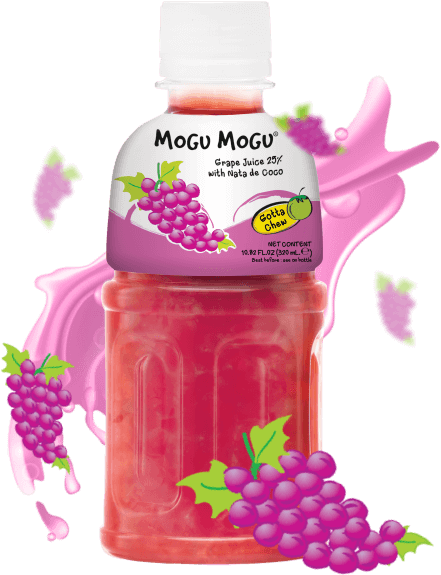 MOGU MOGU®
Grape Juice 25%
with Nata de Coco
Gotta
Chew
NET CONTENT
10.82 FL.OZ (320 mL. e)
Best before : see on bottle